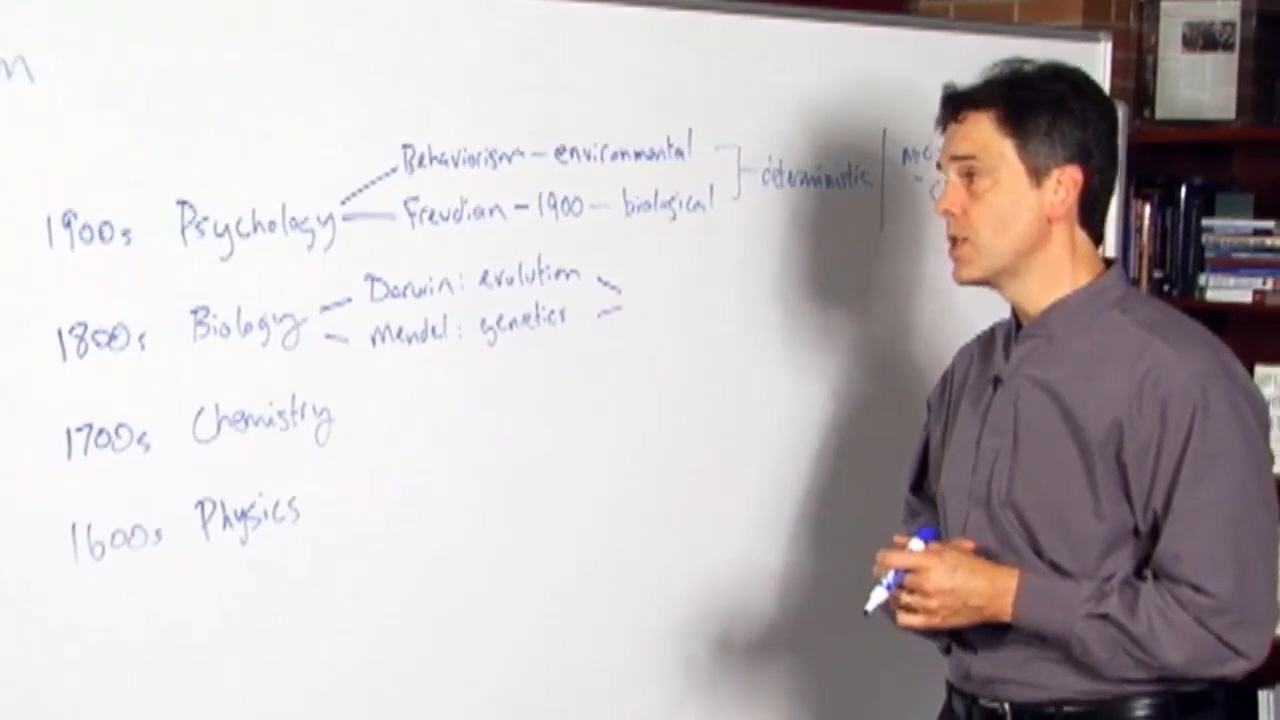 Behaviorism - environmental
1900s Psychology Freudian - 1900 - biological deterministic
1800s Biology Darwin: evolution
Mendel: genetics
1700s Chemistry
1600s Physics